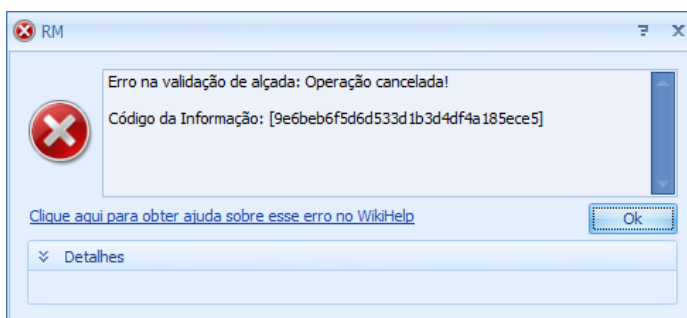 RM
Erro na validação de alçada: Operação cancelada!
Código da Informação: [9e6beb6f5d6d533d1b3d4df4a185ece5]
Clique aqui para obter ajuda sobre esse erro no WikiHelp
Ok
Detalhes